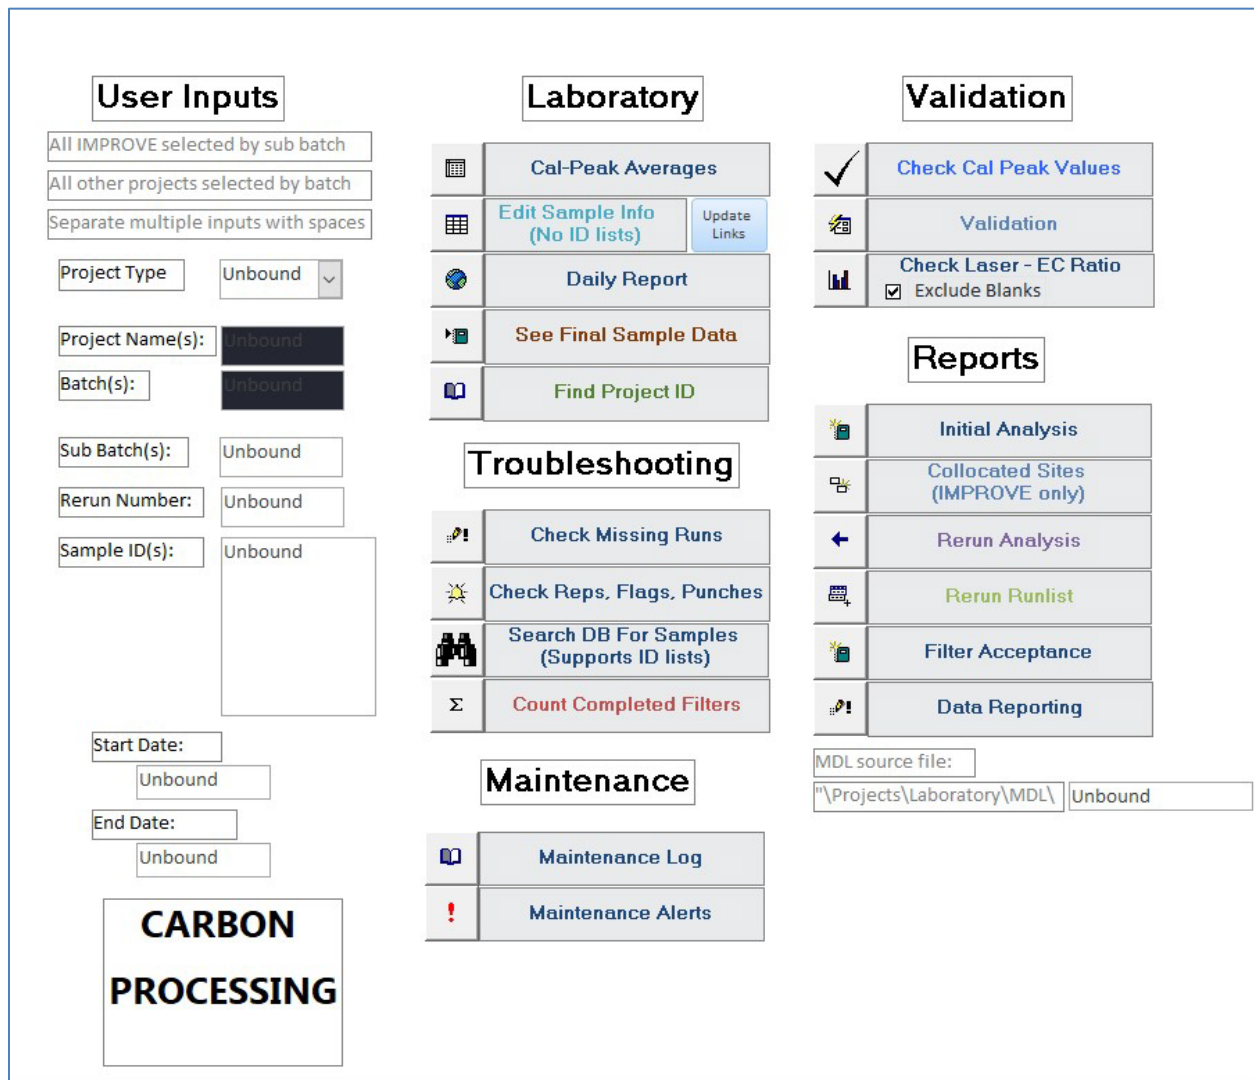 User Inputs
All IMPROVE selected by sub batch
All other projects selected by batch
Separate multiple inputs with spaces
Project Type
Unbound
Project Name(s):
Unbound
Batch(s):
Unbound
Sub Batch(s):
Unbound
Rerun Number:
Unbound
Sample ID(s):
Unbound
Start Date:
Unbound
End Date:
Unbound
CARBON
PROCESSING
Laboratory
Cal-Peak Averages
Edit Sample Info
(No ID lists)
Update
Links
Daily Report
See Final Sample Data
Find Project ID
Troubleshooting
Check Missing Runs
Check Reps, Flags, Punches
Search DB For Samples
(Supports ID lists)
Σ
Count Completed Filters
Maintenance
Maintenance Log
Maintenance Alerts
Validation
Check Cal Peak Values
Validation
Check Laser - EC Ratio
Exclude Blanks
Reports
Initial Analysis
Collocated Sites
(IMPROVE only)
Rerun Analysis
Rerun Runlist
Filter Acceptance
Data Reporting
MDL source file:
"\Projects\Laboratory\MDL\
Unbound